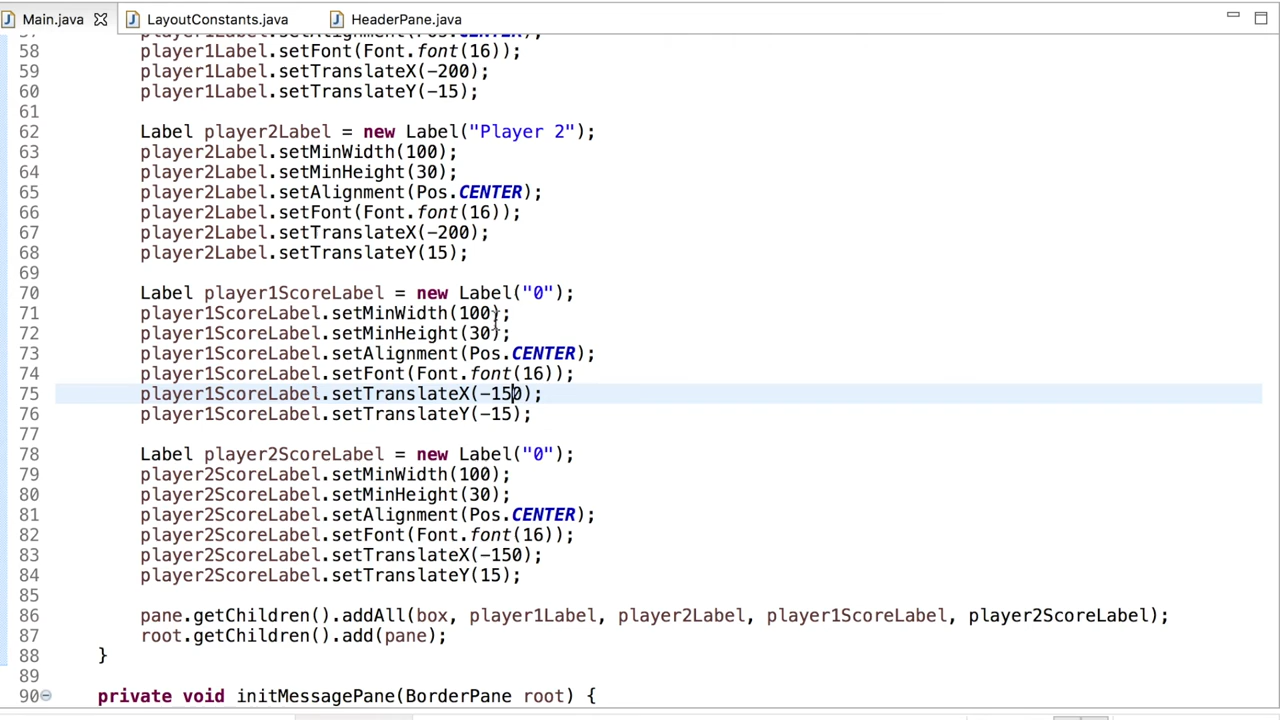 Main.java LayoutConstants.java HeaderPane.java
57 player1Label.setAlignment(Pos.CENTER);
58 player1Label.setFont(Font.font(16));
59 player1Label.setTranslateX(-200);
60 player1Label.setTranslateY(-15);
61
62 Label player2Label = new Label("Player 2");
63 player2Label.setMinWidth(100);
64 player2Label.setMinHeight(30);
65 player2Label.setAlignment(Pos.CENTER);
66 player2Label.setFont(Font.font(16));
67 player2Label.setTranslateX(-200);
68 player2Label.setTranslateY(15);
69
70 Label player1ScoreLabel = new Label("0");
71 player1ScoreLabel.setMinWidth(100);
72 player1ScoreLabel.setMinHeight(30);
73 player1ScoreLabel.setAlignment(Pos.CENTER);
74 player1ScoreLabel.setFont(Font.font(16));
75 player1ScoreLabel.setTranslateX(-150);
76 player1ScoreLabel.setTranslateY(-15);
77
78 Label player2ScoreLabel = new Label("0");
79 player2ScoreLabel.setMinWidth(100);
80 player2ScoreLabel.setMinHeight(30);
81 player2ScoreLabel.setAlignment(Pos.CENTER);
82 player2ScoreLabel.setFont(Font.font(16));
83 player2ScoreLabel.setTranslateX(-150);
84 player2ScoreLabel.setTranslateY(15);
85
86 pane.getChildren().addAll(box, player1Label, player2Label, player1ScoreLabel, player2ScoreLabel);
87 root.getChildren().add(pane);
88 }
89
90 private void initMessagePane(BorderPane root) {